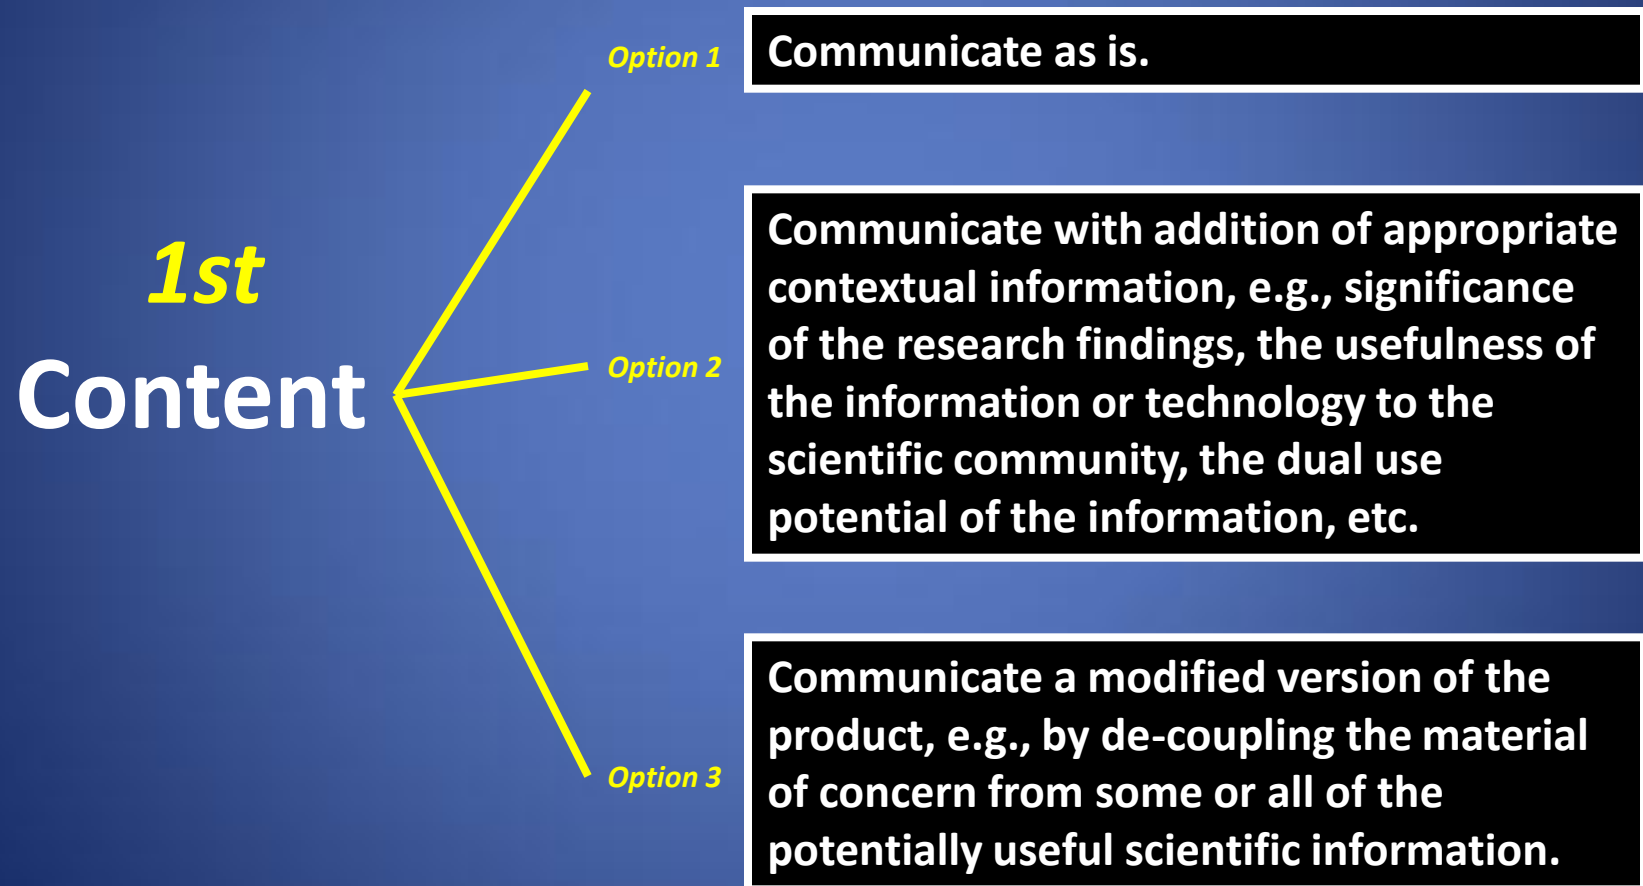 1st
Content
Option 1
Communicate as is.
Option 2
Communicate with addition of appropriate
contextual information, e.g., significance
of the research findings, the usefulness of
the information or technology to the
scientific community, the dual use
potential of the information, etc.
Option 3
Communicate a modified version of the
product, e.g., by de-coupling the material
of concern from some or all of the
potentially useful scientific information.